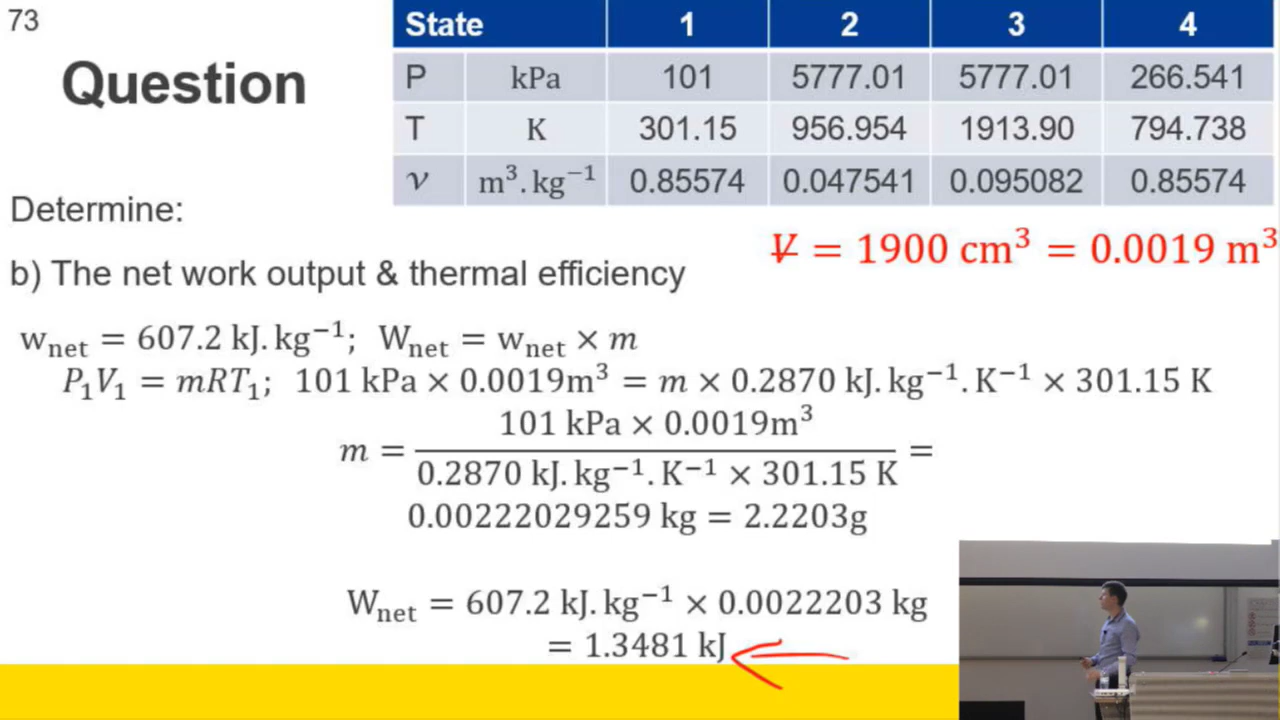 73
Question
State 1 2 3 4
P kPa 101 5777.01 5777.01 266.541
T K 301.15 956.954 1913.90 794.738
ν m³.kg⁻¹ 0.85574 0.047541 0.095082 0.85574
Determine:
V̶ = 1900 cm³ = 0.0019 m³
b) The net work output & thermal efficiency
w_net = 607.2 kJ.kg⁻¹; W_net = w_net × m
P₁V₁ = mRT₁; 101 kPa × 0.0019m³ = m × 0.2870 kJ.kg⁻¹.K⁻¹ × 301.15 K
101 kPa × 0.0019m³
m = =
0.2870 kJ.kg⁻¹.K⁻¹ × 301.15 K
0.00222029259 kg = 2.2203g
W_net = 607.2 kJ.kg⁻¹ × 0.0022203 kg
= 1.3481 kJ